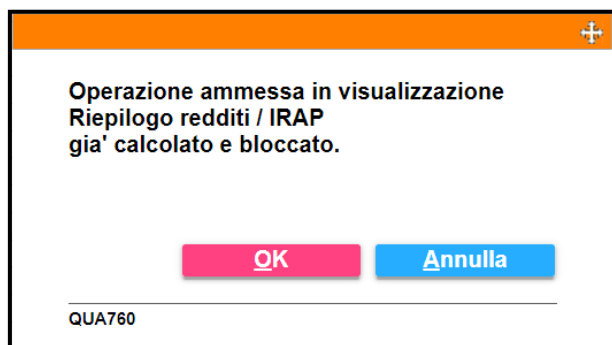 Operazione ammessa in visualizzazione
Riepilogo redditi / IRAP
gia' calcolato e bloccato.
OK
Annulla
QUA760